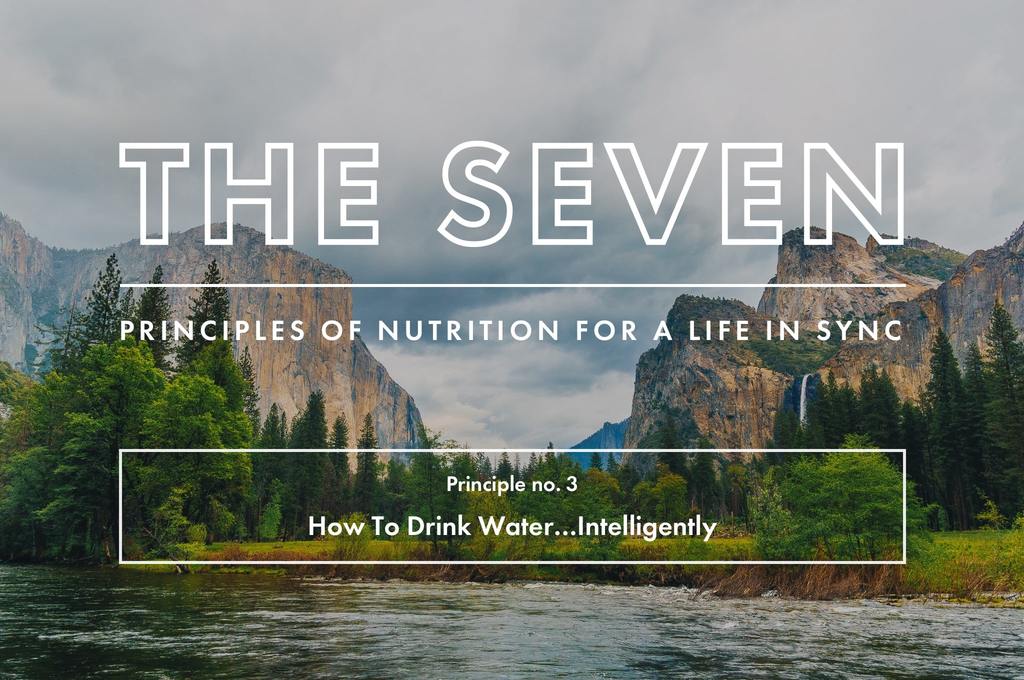 THE SEVEN
PRINCIPLES OF NUTRITION FOR A LIFE IN SYNC
Principle no. 3
How To Drink Water...Intelligently